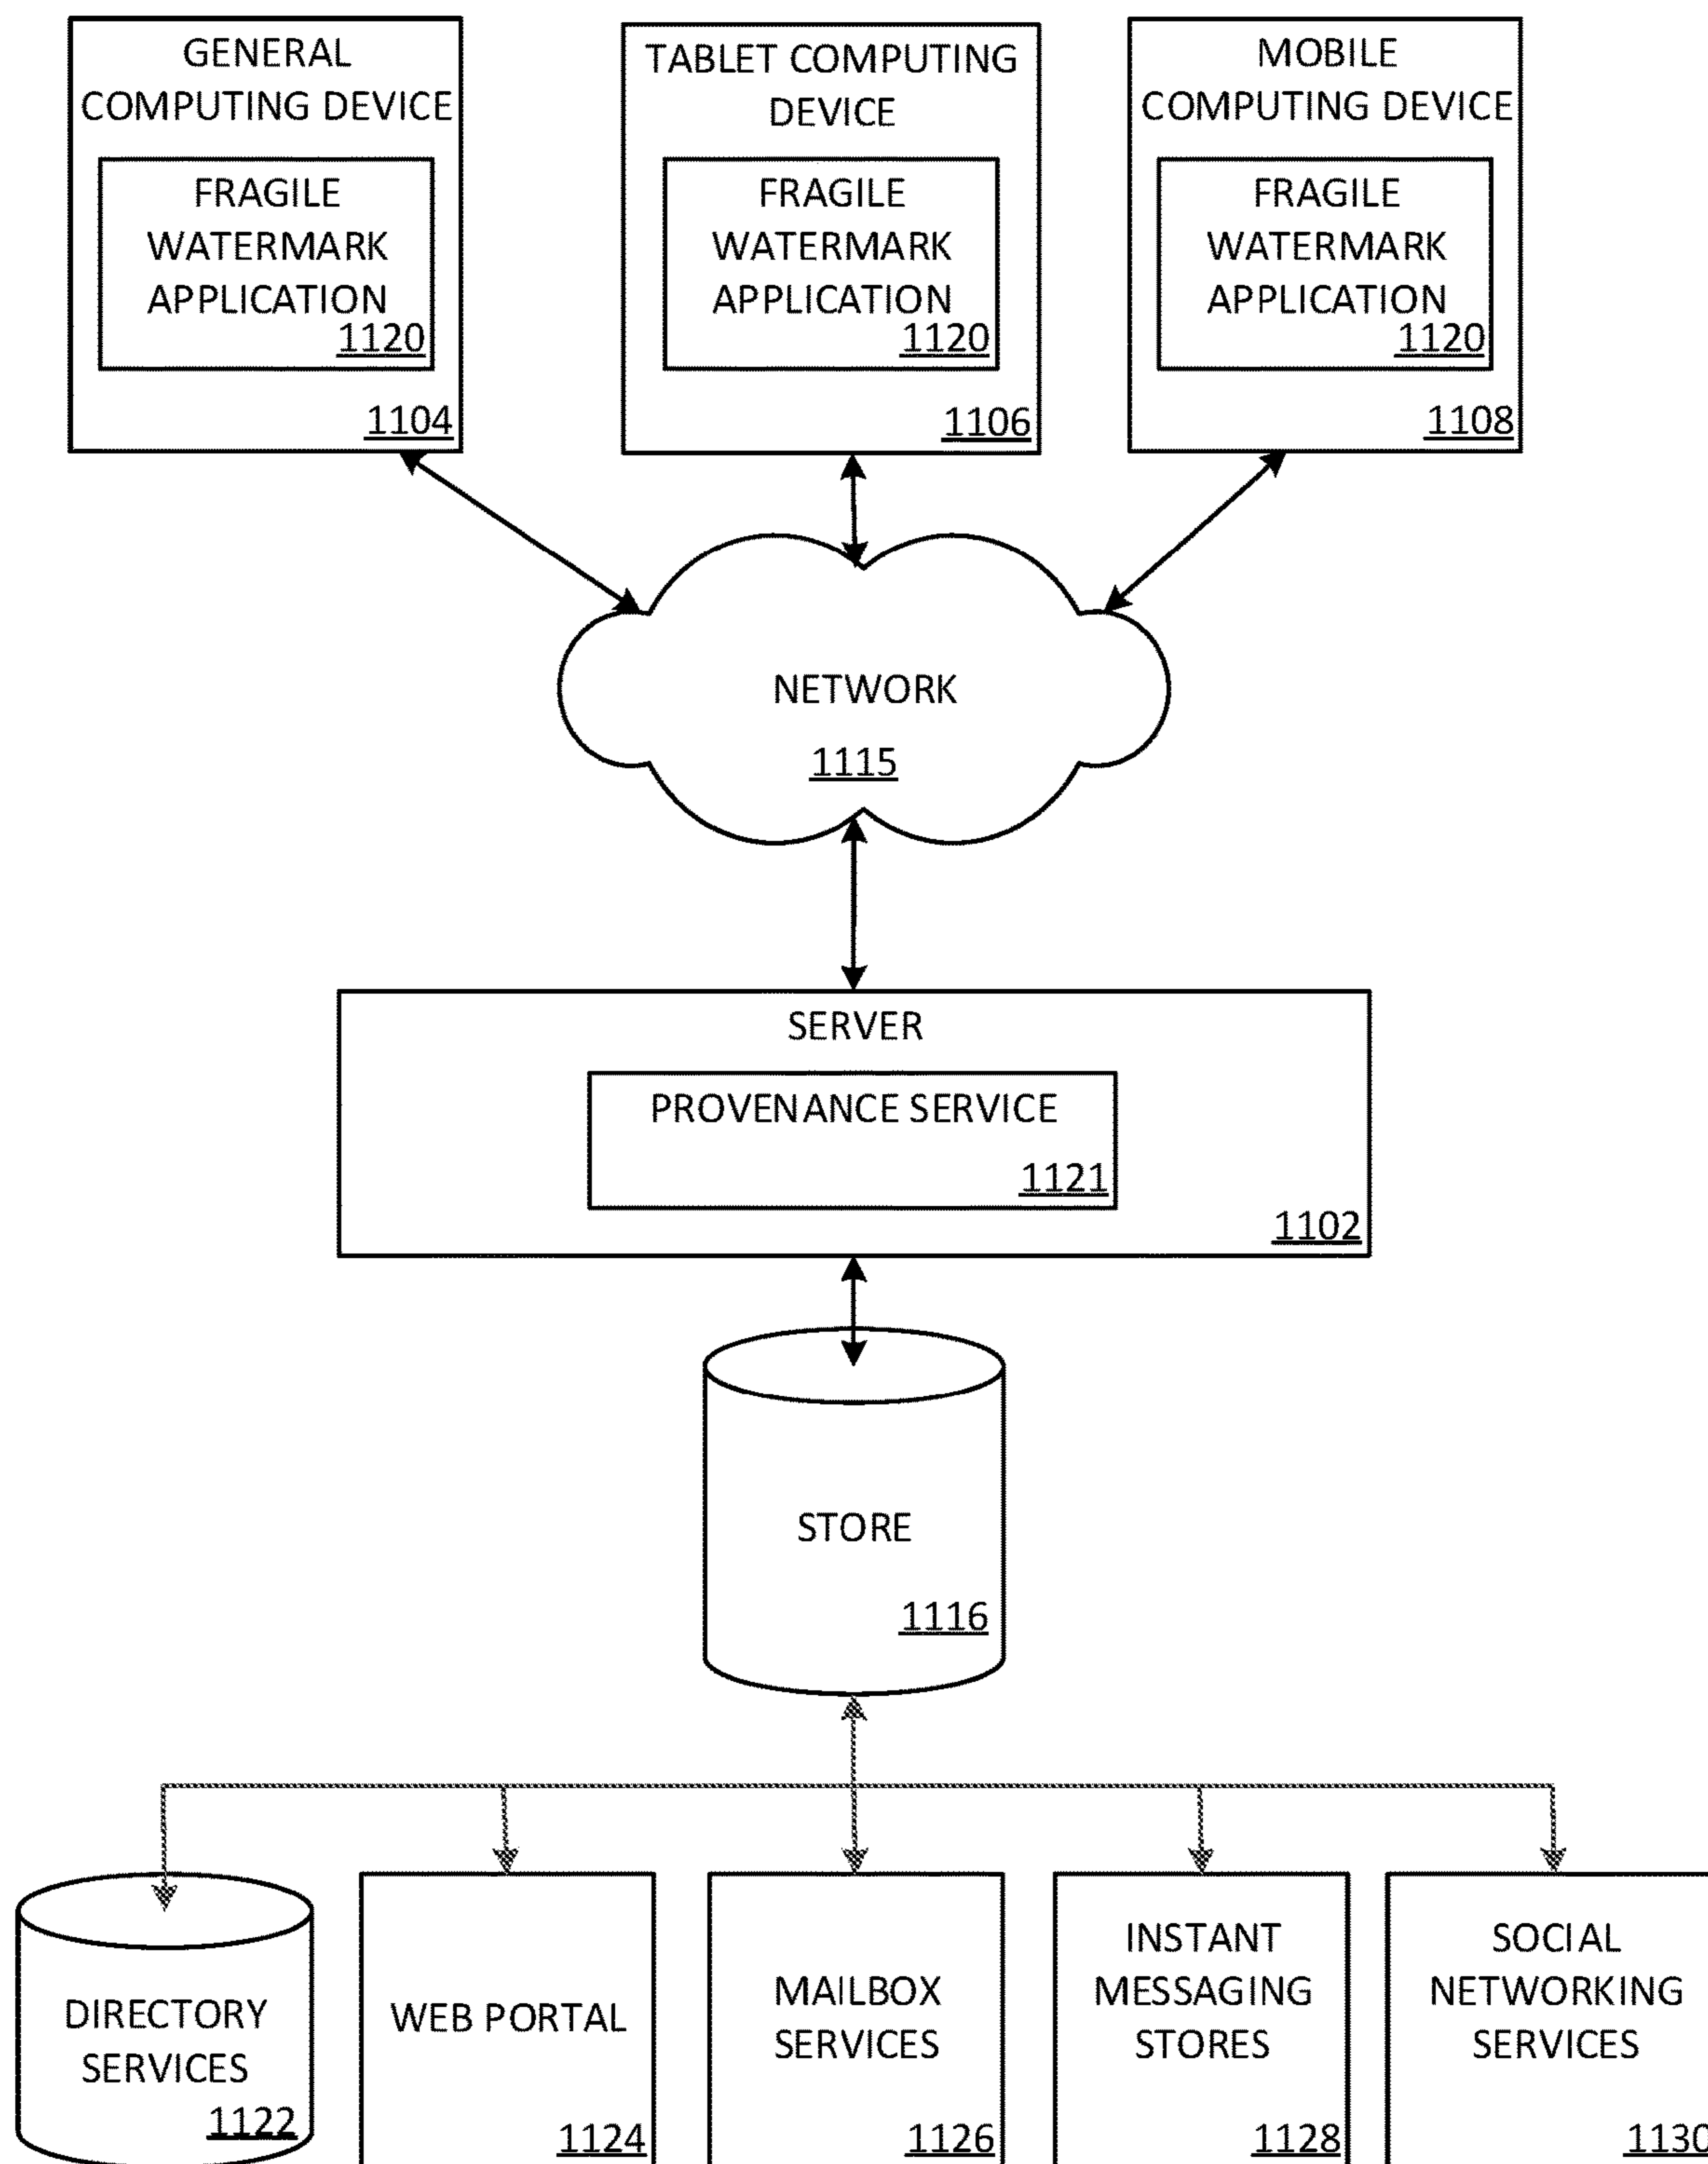 GENERAL
COMPUTING DEVICE
FRAGILE
WATERMARK
APPLICATION
1120
1104
TABLET COMPUTING
DEVICE
FRAGILE
WATERMARK
APPLICATION
1120
1106
MOBILE
COMPUTING DEVICE
FRAGILE
WATERMARK
APPLICATION
1120
1108
NETWORK
1115
SERVER
PROVENANCE SERVICE
1121
1102
STORE
1116
DIRECTORY
SERVICES
1122
WEB PORTAL
1124
MAILBOX
SERVICES
1126
INSTANT
MESSAGING
STORES
1128
SOCIAL
NETWORKING
SERVICES
1130